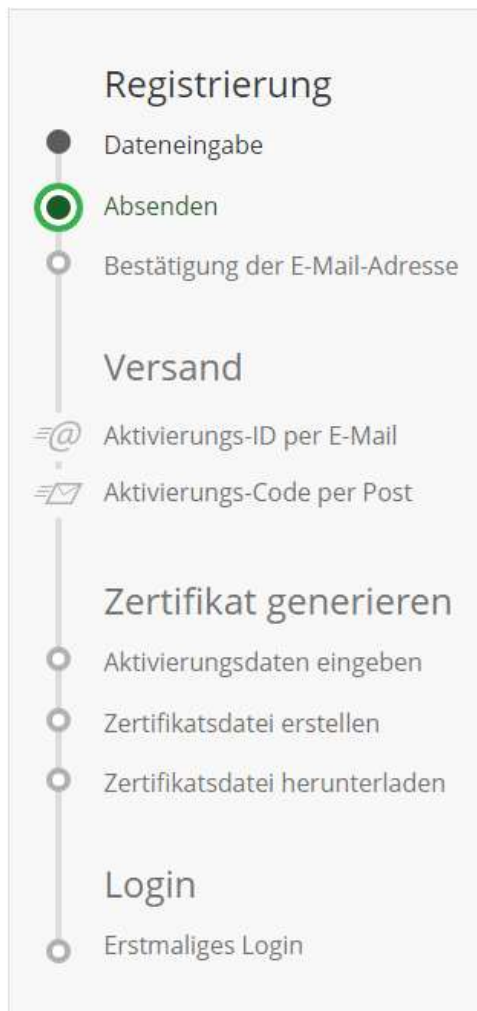 Registrierung
Dateneingabe
Absenden
Bestätigung der E-Mail-Adresse
Versand
Aktivierungs-ID per E-Mail
Aktivierungs-Code per Post
Zertifikat generieren
Aktivierungsdaten eingeben
Zertifikatsdatei erstellen
Zertifikatsdatei herunterladen
Login
Erstmaliges Login